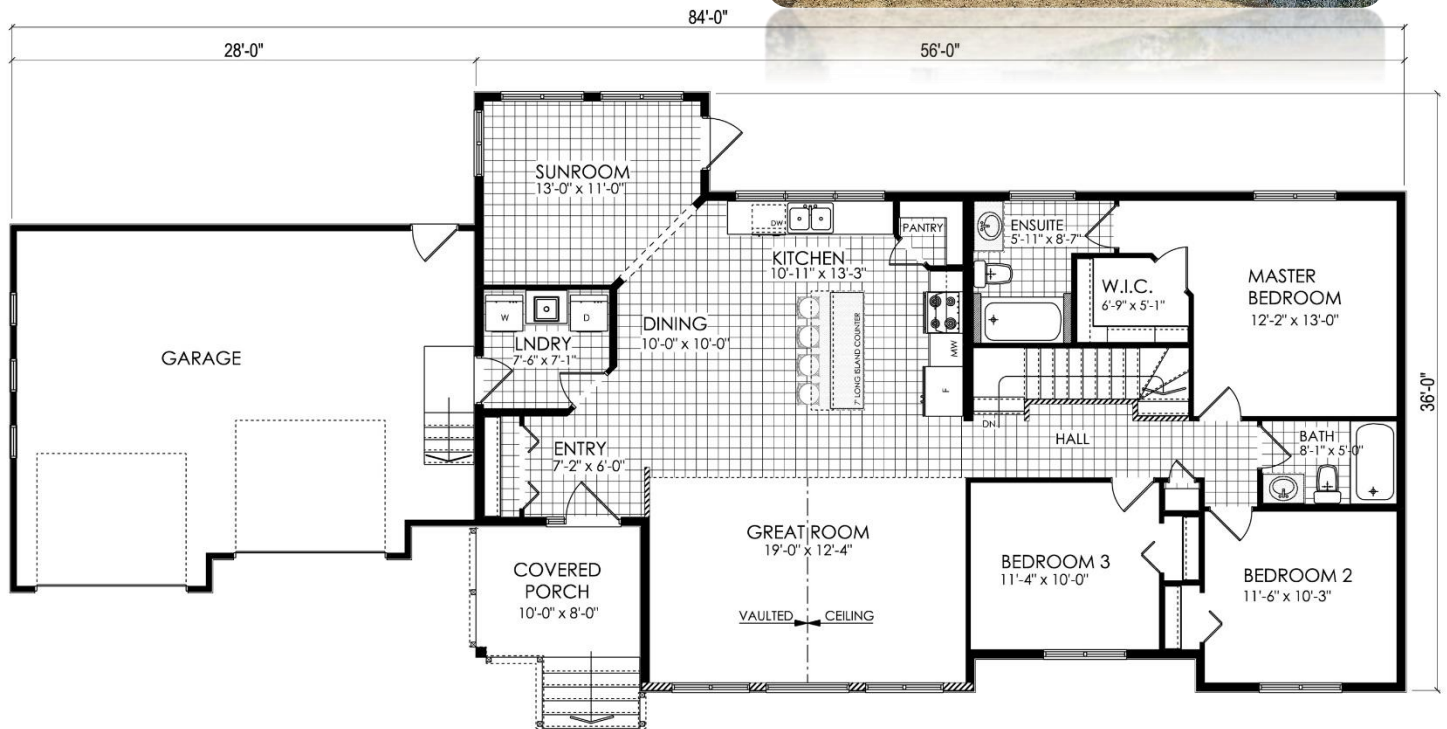 84'-0"
28'-0"
56'-0"
SUNROOM
13'-0" x 11'-0"
DW
PANTRY
KITCHEN
10'-11" x 13'-3"
ENSUITE
5'-11" x 8'-7"
W.I.C.
6'-9" x 5'-1"
MASTER
BEDROOM
12'-2" x 13'-0"
W
D
LNDRY
7'-6" x 7'-1"
DINING
10'-0" x 10'-0"
7' LONG ISLAND COUNTER
MW
F
GARAGE
36'-0"
DN
HALL
BATH
8'-1" x 5'-0"
ENTRY
7'-2" x 6'-0"
GREAT ROOM
19'-0" x 12'-4"
VAULTED
CEILING
COVERED
PORCH
10'-0" x 8'-0"
BEDROOM 3
11'-4" x 10'-0"
BEDROOM 2
11'-6" x 10'-3"